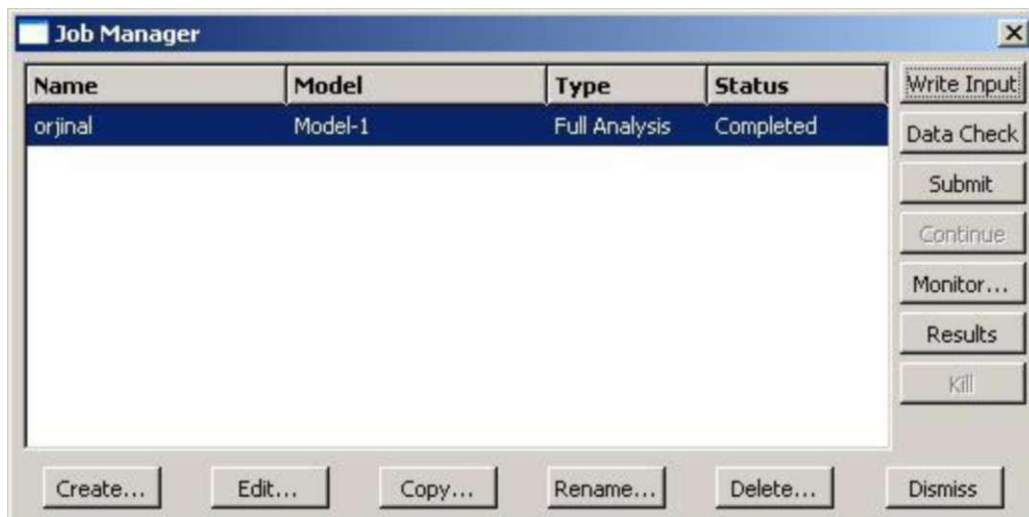 Job Manager
Name Model Type Status
orjinal Model-1 Full Analysis Completed
Write Input
Data Check
Submit
Continue
Monitor...
Results
Kill
Create... Edit... Copy... Rename... Delete... Dismiss